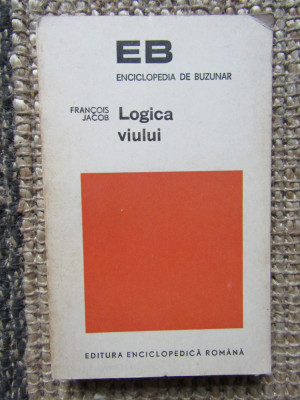 EB
ENCICLOPEDIA DE BUZUNAR
FRANÇOIS
JACOB
Logica
viului
EDITURA ENCICLOPEDICĂ ROMÂNĂ